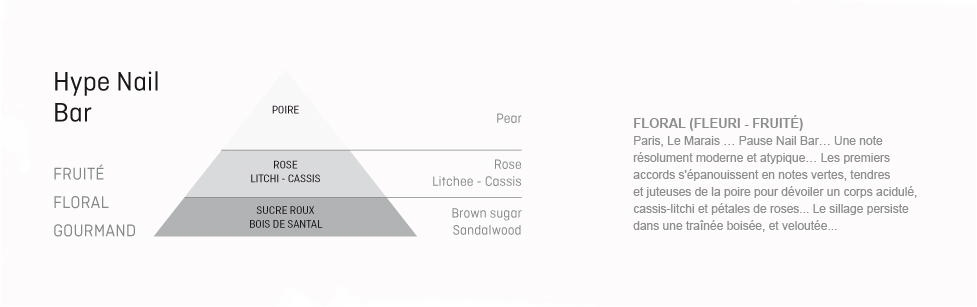 Hype Nail
Bar
FRUITÉ
FLORAL
GOURMAND
POIRE
ROSE
LITCHI - CASSIS
SUCRE ROUX
BOIS DE SANTAL
Pear
Rose
Litchee - Cassis
Brown sugar
Sandalwood
FLORAL (FLEURI - FRUITÉ)
Paris, Le Marais … Pause Nail Bar… Une note
résolument moderne et atypique… Les premiers
accords s'épanouissent en notes vertes, tendres
et juteuses de la poire pour dévoiler un corps acidulé,
cassis-litchi et pétales de roses... Le sillage persiste
dans une traînée boisée, et veloutée...